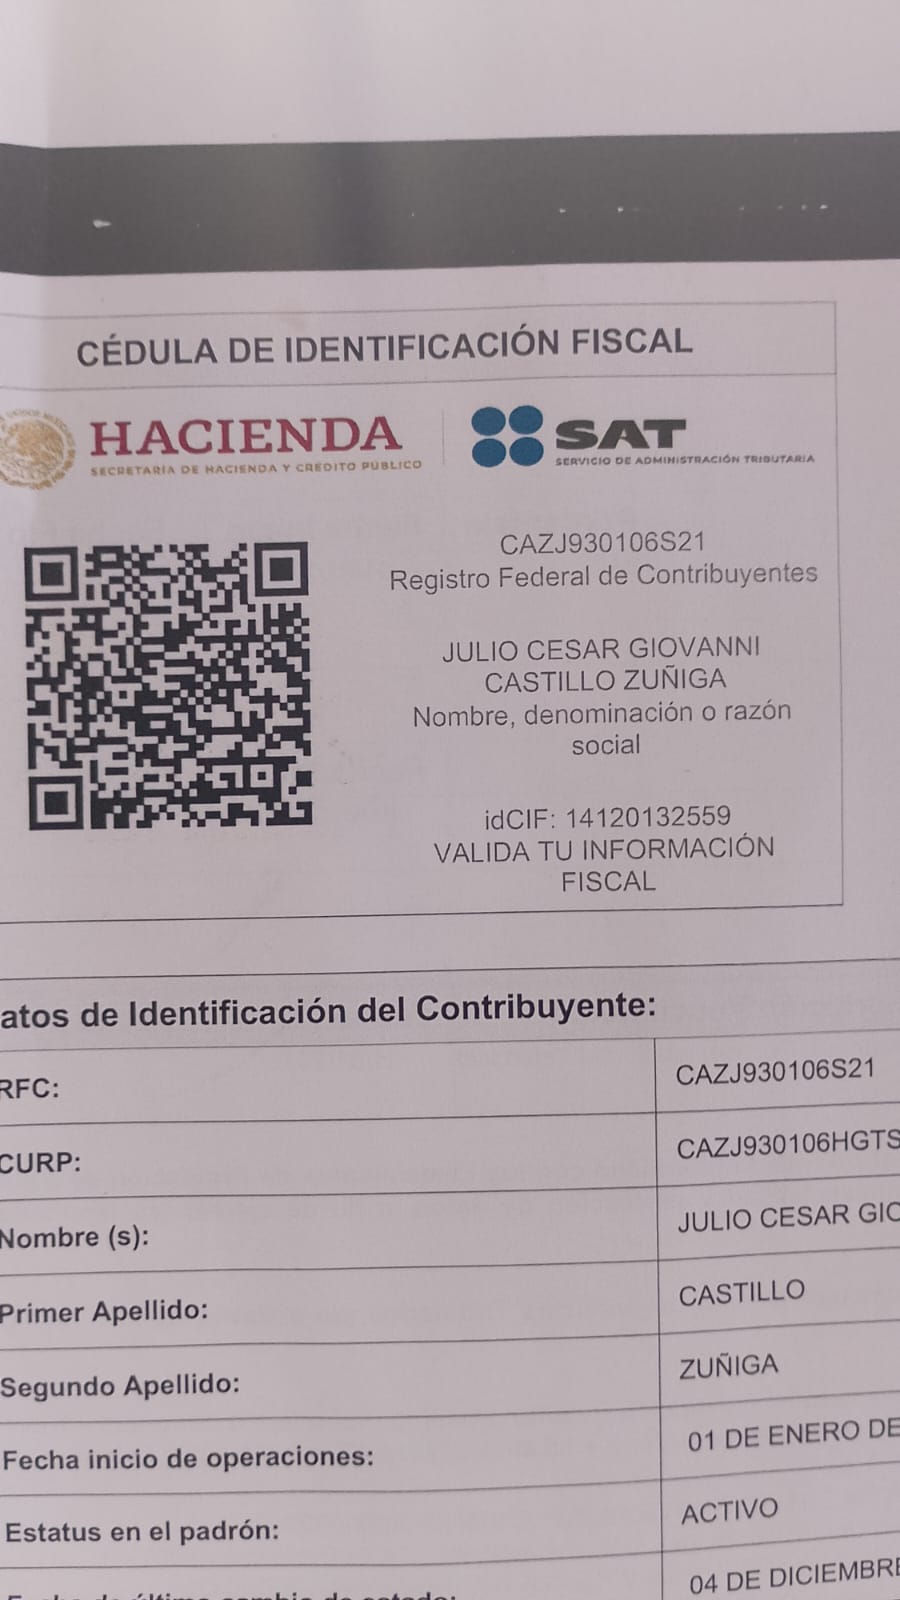 CÉDULA DE IDENTIFICACIÓN FISCAL
HACIENDA
SECRETARÍA DE HACIENDA Y CRÉDITO PÚBLICO
SAT
SERVICIO DE ADMINISTRACIÓN TRIBUTARIA
CAZJ930106S21
Registro Federal de Contribuyentes
JULIO CESAR GIOVANNI
CASTILLO ZUÑIGA
Nombre, denominación o razón
social
idCIF: 14120132559
VALIDA TU INFORMACIÓN
FISCAL
atos de Identificación del Contribuyente:
RFC: CAZJ930106S21
CURP: CAZJ930106HGTS
Nombre (s): JULIO CESAR GIO
Primer Apellido: CASTILLO
Segundo Apellido: ZUÑIGA
Fecha inicio de operaciones: 01 DE ENERO DE
Estatus en el padrón: ACTIVO
04 DE DICIEMBRE